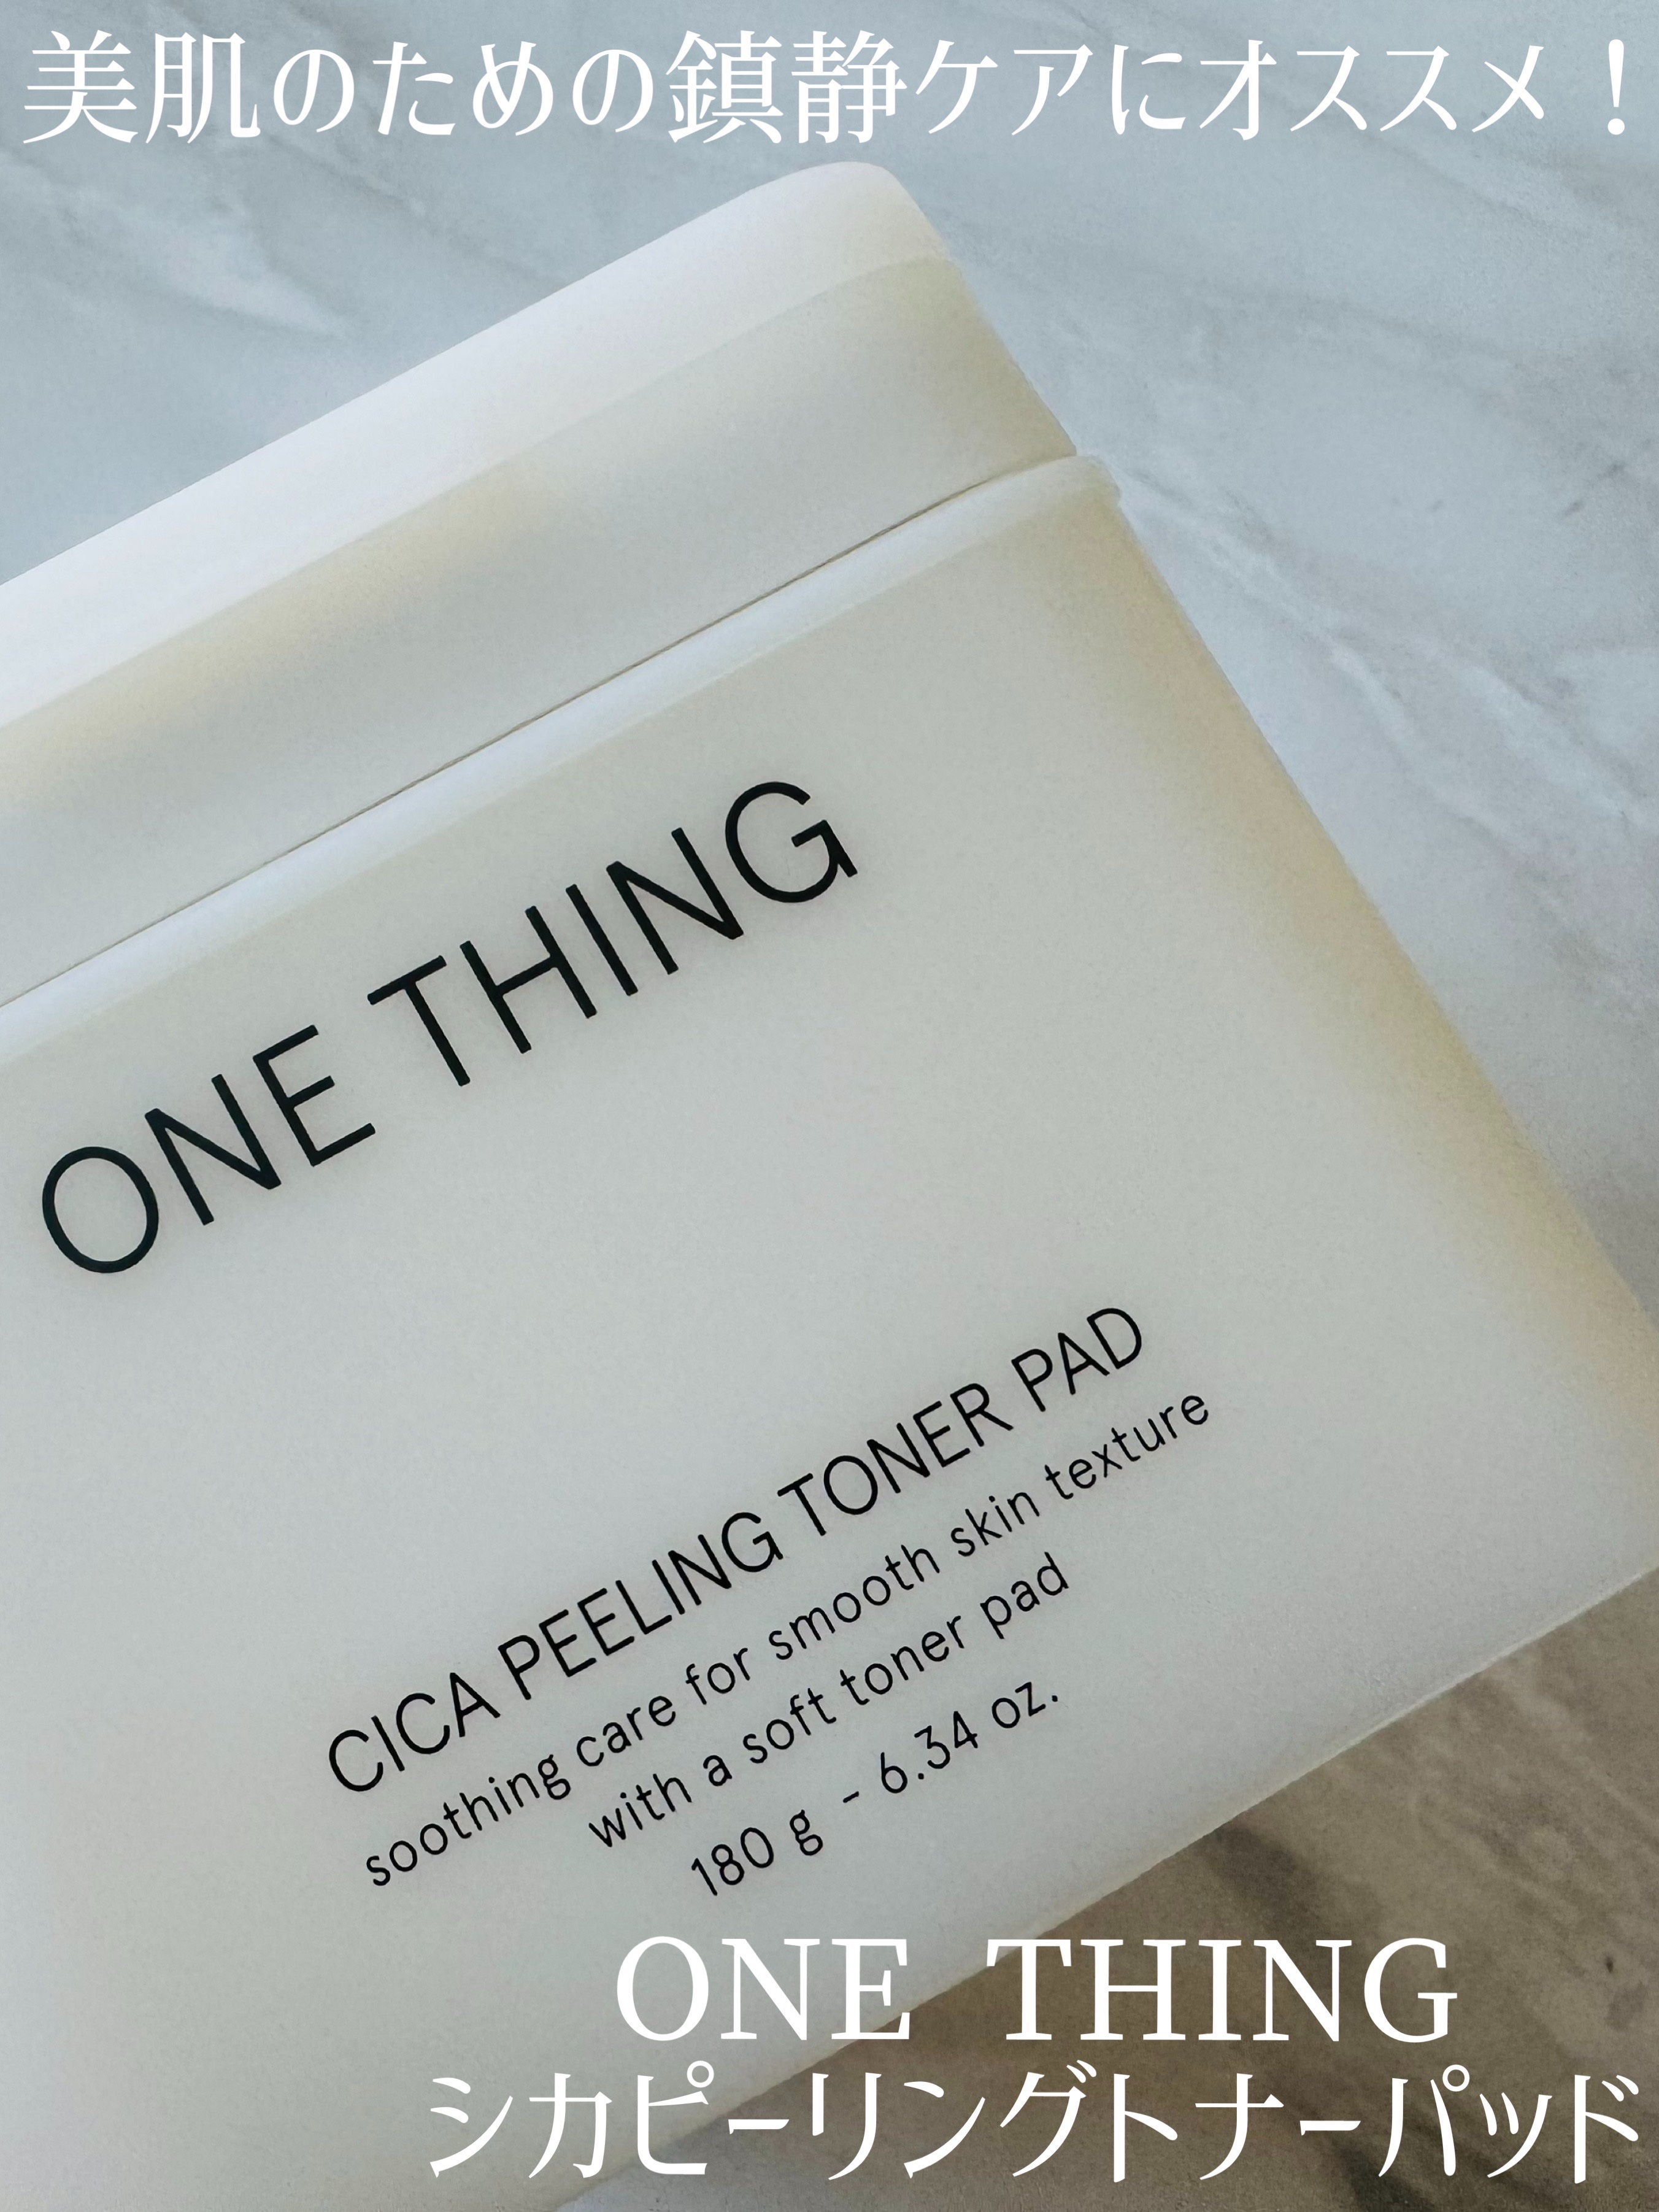 美肌のための鎮静ケアにオススメ！
ONE THING
CICA PEELING TONER PAD
soothing care for smooth skin texture
with a soft toner pad
180 g - 6.34 oz.
ONE THING
シカピーリングトナーパッド